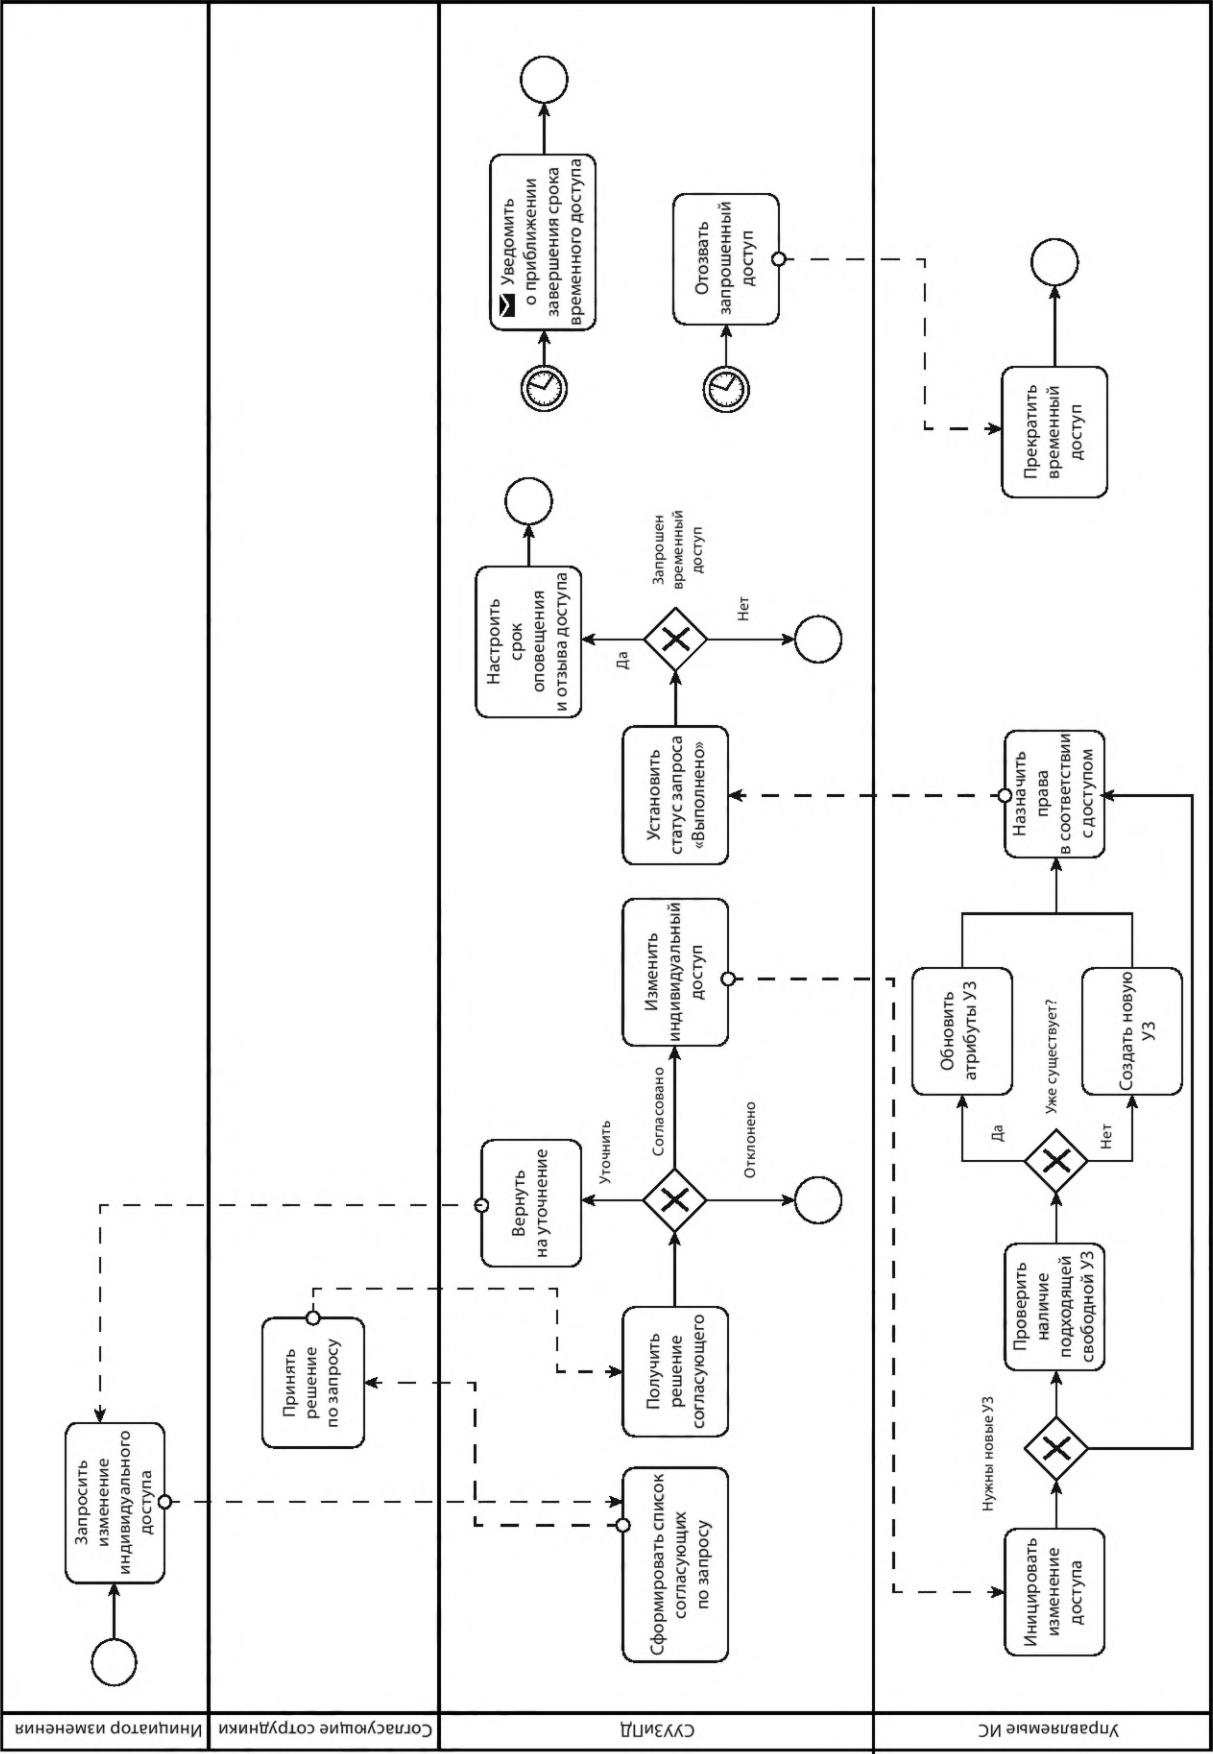 Инициатор изменения
Запросить
изменение
индивидуального
доступа
Согласующие сотрудники
Принять
решение
по запросу
СУУЗиПД
Сформировать список
согласующих
по запросу
Получить
решение
согласующего
Вернуть
на уточнение
Уточнить
Согласовано
Отклонено
Изменить
индивидуальный
доступ
Установить
статус запроса
«Выполнено»
Запрошен
временный
доступ
Да
Нет
Настроить
срок
оповещения
и отзыва доступа
Уведомить
о приближении
завершения срока
временного доступа
Отозвать
запрошенный
доступ
Управляемые ИС
Инициировать
изменение
доступа
Нужны новые УЗ
Проверить
наличие
подходящей
свободной УЗ
Уже существует?
Да
Нет
Обновить
атрибуты УЗ
Создать новую
УЗ
Назначить
права
в соответствии
с доступом
Прекратить
временный
доступ